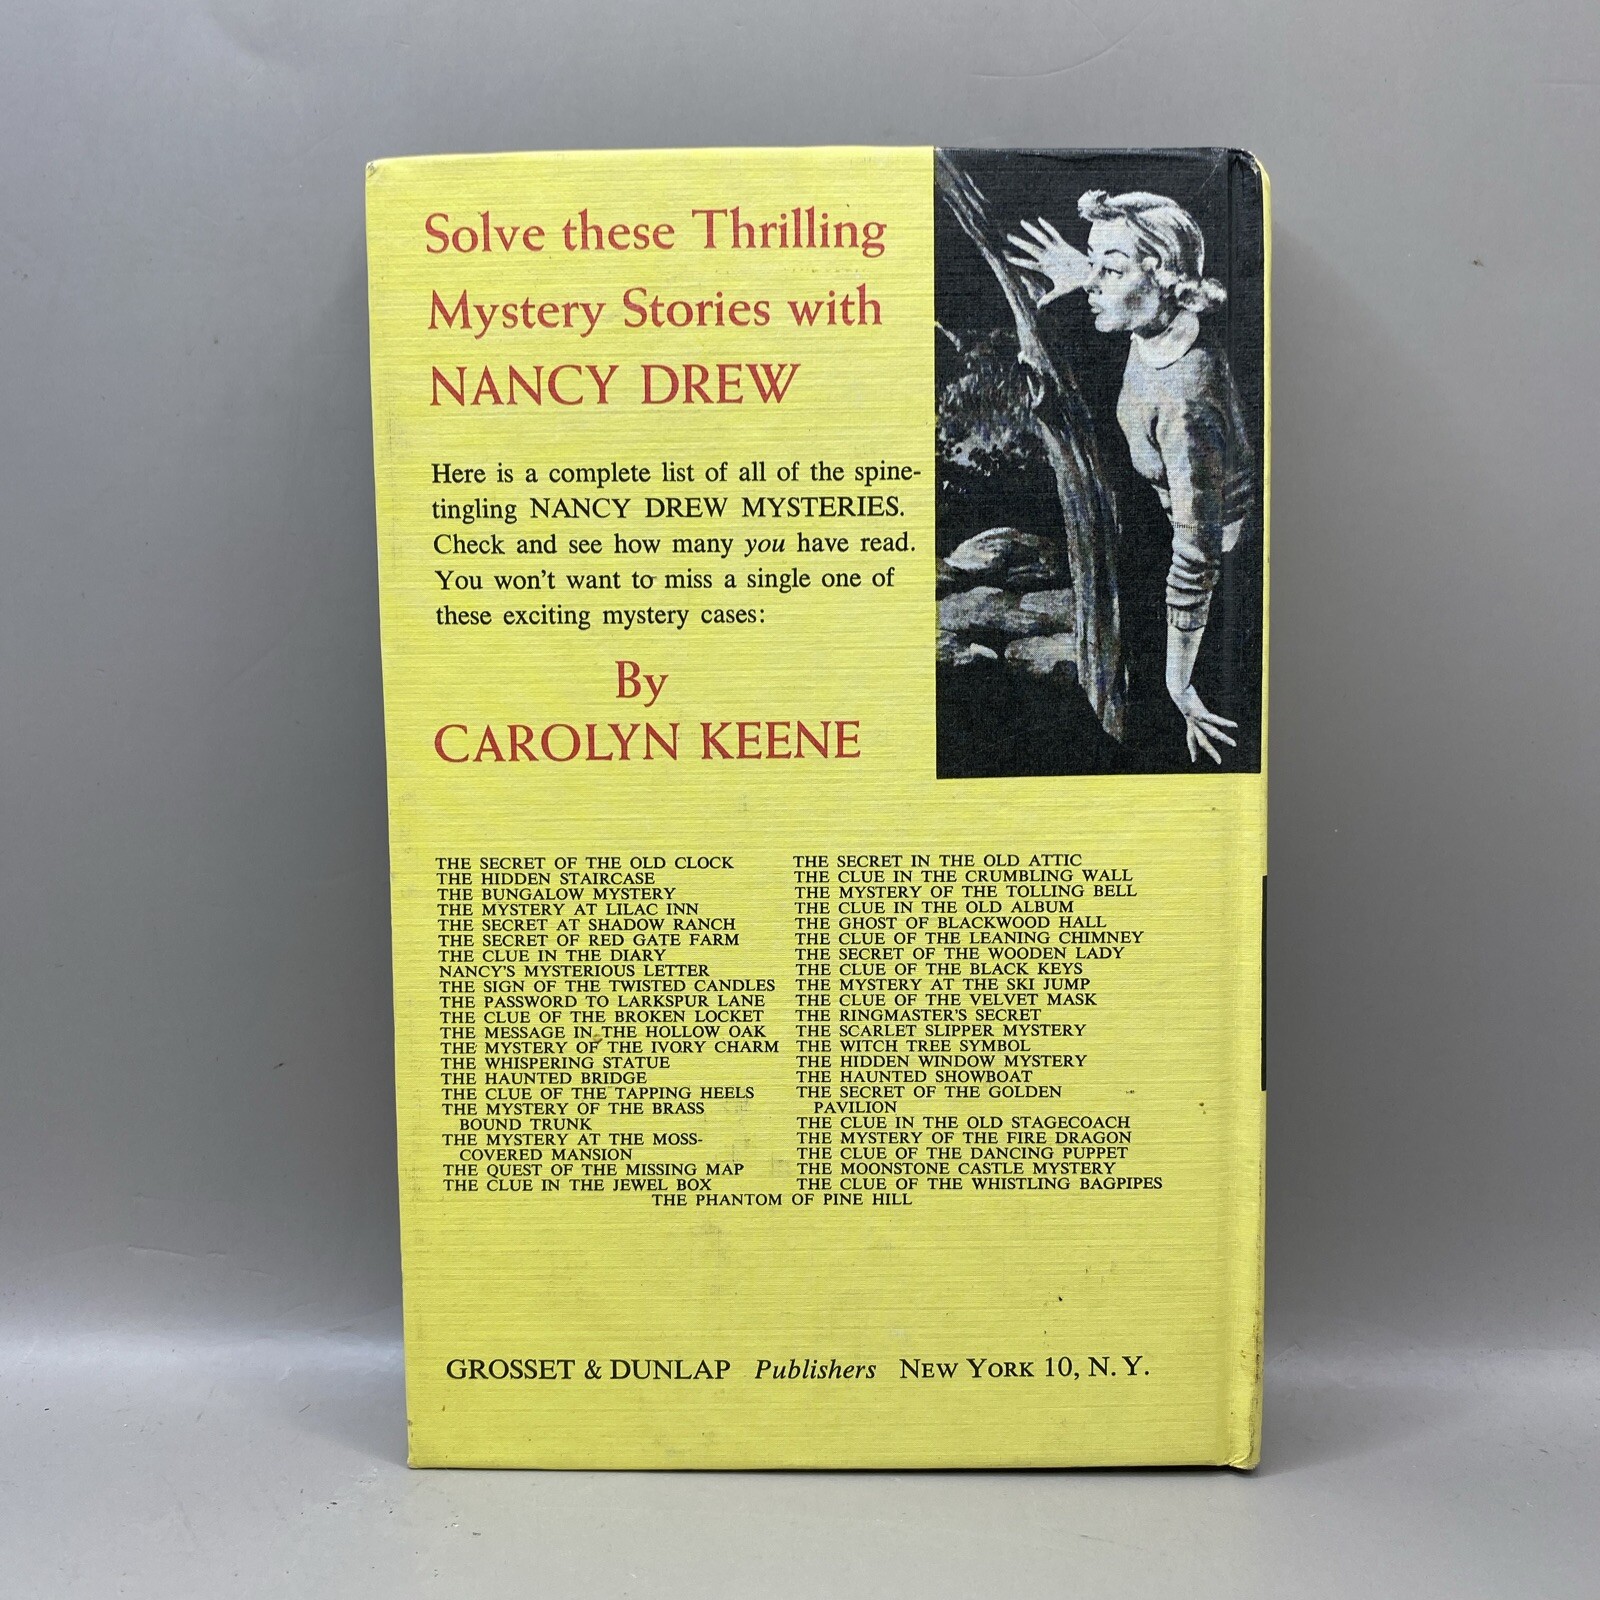 Solve these Thrilling
Mystery Stories with
NANCY DREW
Here is a complete list of all of the spine-
tingling NANCY DREW MYSTERIES.
Check and see how many you have read.
You won't want to miss a single one of
these exciting mystery cases:
By
CAROLYN KEENE
THE SECRET OF THE OLD CLOCK
THE HIDDEN STAIRCASE
THE BUNGALOW MYSTERY
THE MYSTERY AT LILAC INN
THE SECRET AT SHADOW RANCH
THE SECRET OF RED GATE FARM
THE CLUE IN THE DIARY
NANCY'S MYSTERIOUS LETTER
THE SIGN OF THE TWISTED CANDLES
THE PASSWORD TO LARKSPUR LANE
THE CLUE OF THE BROKEN LOCKET
THE MESSAGE IN THE HOLLOW OAK
THE MYSTERY OF THE IVORY CHARM
THE WHISPERING STATUE
THE HAUNTED BRIDGE
THE CLUE OF THE TAPPING HEELS
THE MYSTERY OF THE BRASS
BOUND TRUNK
THE MYSTERY AT THE MOSS-
COVERED MANSION
THE QUEST OF THE MISSING MAP
THE CLUE IN THE JEWEL BOX
THE SECRET IN THE OLD ATTIC
THE CLUE IN THE CRUMBLING WALL
THE MYSTERY OF THE TOLLING BELL
THE CLUE IN THE OLD ALBUM
THE GHOST OF BLACKWOOD HALL
THE CLUE OF THE LEANING CHIMNEY
THE SECRET OF THE WOODEN LADY
THE CLUE OF THE BLACK KEYS
THE MYSTERY AT THE SKI JUMP
THE CLUE OF THE VELVET MASK
THE RINGMASTER'S SECRET
THE SCARLET SLIPPER MYSTERY
THE WITCH TREE SYMBOL
THE HIDDEN WINDOW MYSTERY
THE HAUNTED SHOWBOAT
THE SECRET OF THE GOLDEN
PAVILION
THE CLUE IN THE OLD STAGECOACH
THE MYSTERY OF THE FIRE DRAGON
THE CLUE OF THE DANCING PUPPET
THE MOONSTONE CASTLE MYSTERY
THE CLUE OF THE WHISTLING BAGPIPES
THE PHANTOM OF PINE HILL
GROSSET & DUNLAP Publishers NEW YORK 10, N. Y.